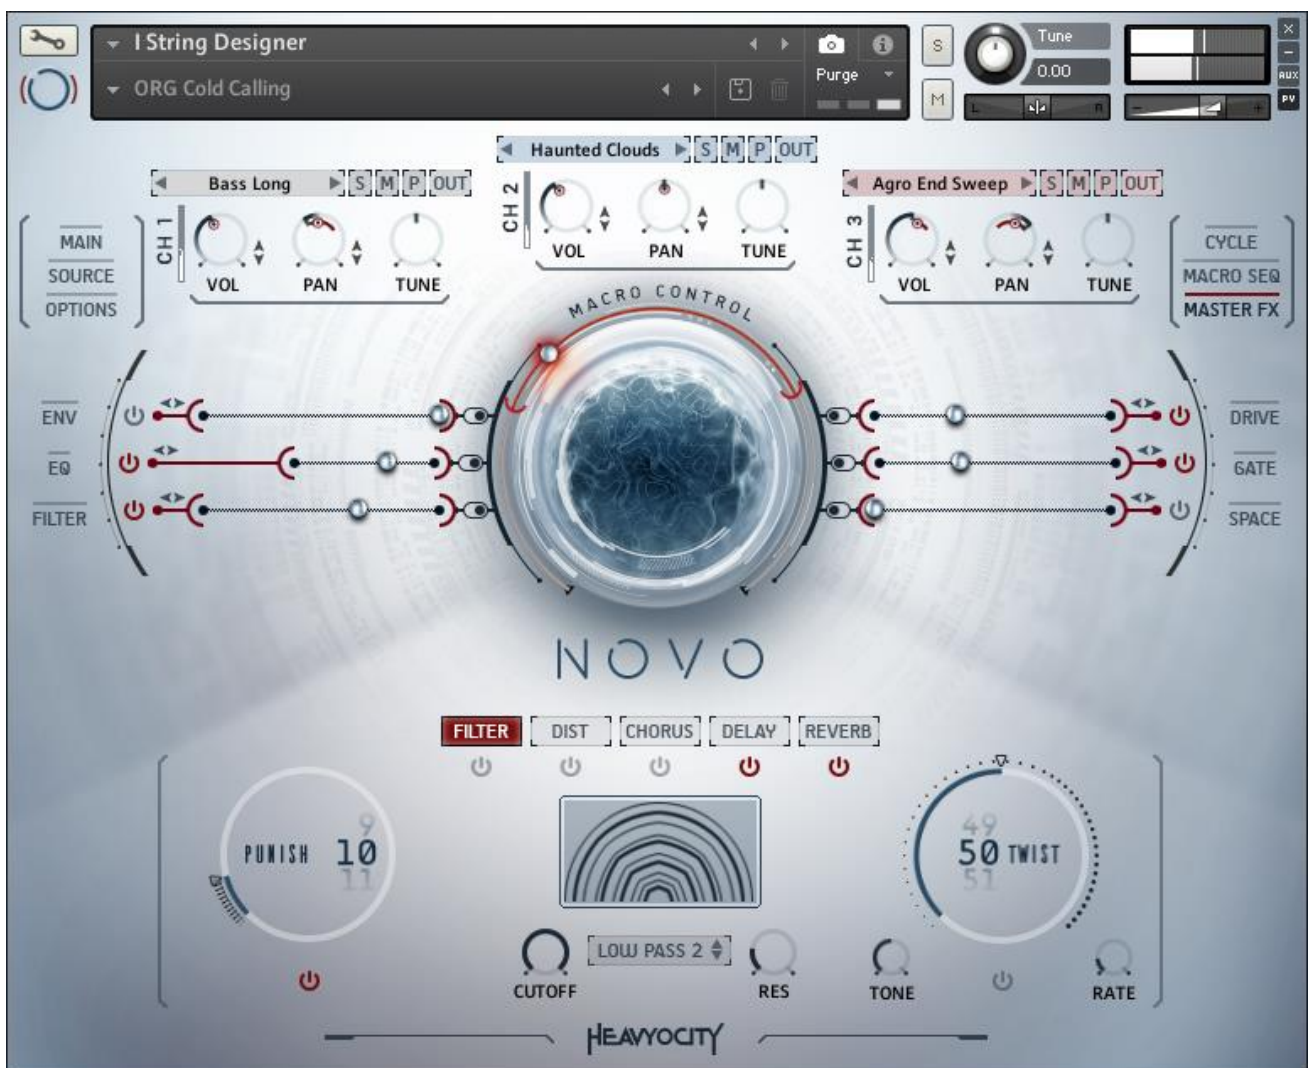 I String Designer
ORG Cold Calling
Purge
S
M
Tune
0.00
L
R
AUX
PV
Haunted Clouds S M P OUT
Bass Long S M P OUT
Agro End Sweep S M P OUT
CH 1
VOL PAN TUNE
CH 2
VOL PAN TUNE
CH 3
VOL PAN TUNE
MAIN
SOURCE
OPTIONS
CYCLE
MACRO SEQ
MASTER FX
MACRO CONTROL
ENV
EQ
FILTER
DRIVE
GATE
SPACE
NOVO
FILTER DIST CHORUS DELAY REVERB
9
PUNISH 10
11
49
50 TWIST
51
LOW PASS 2
CUTOFF RES TONE RATE
HEAVYOCITY